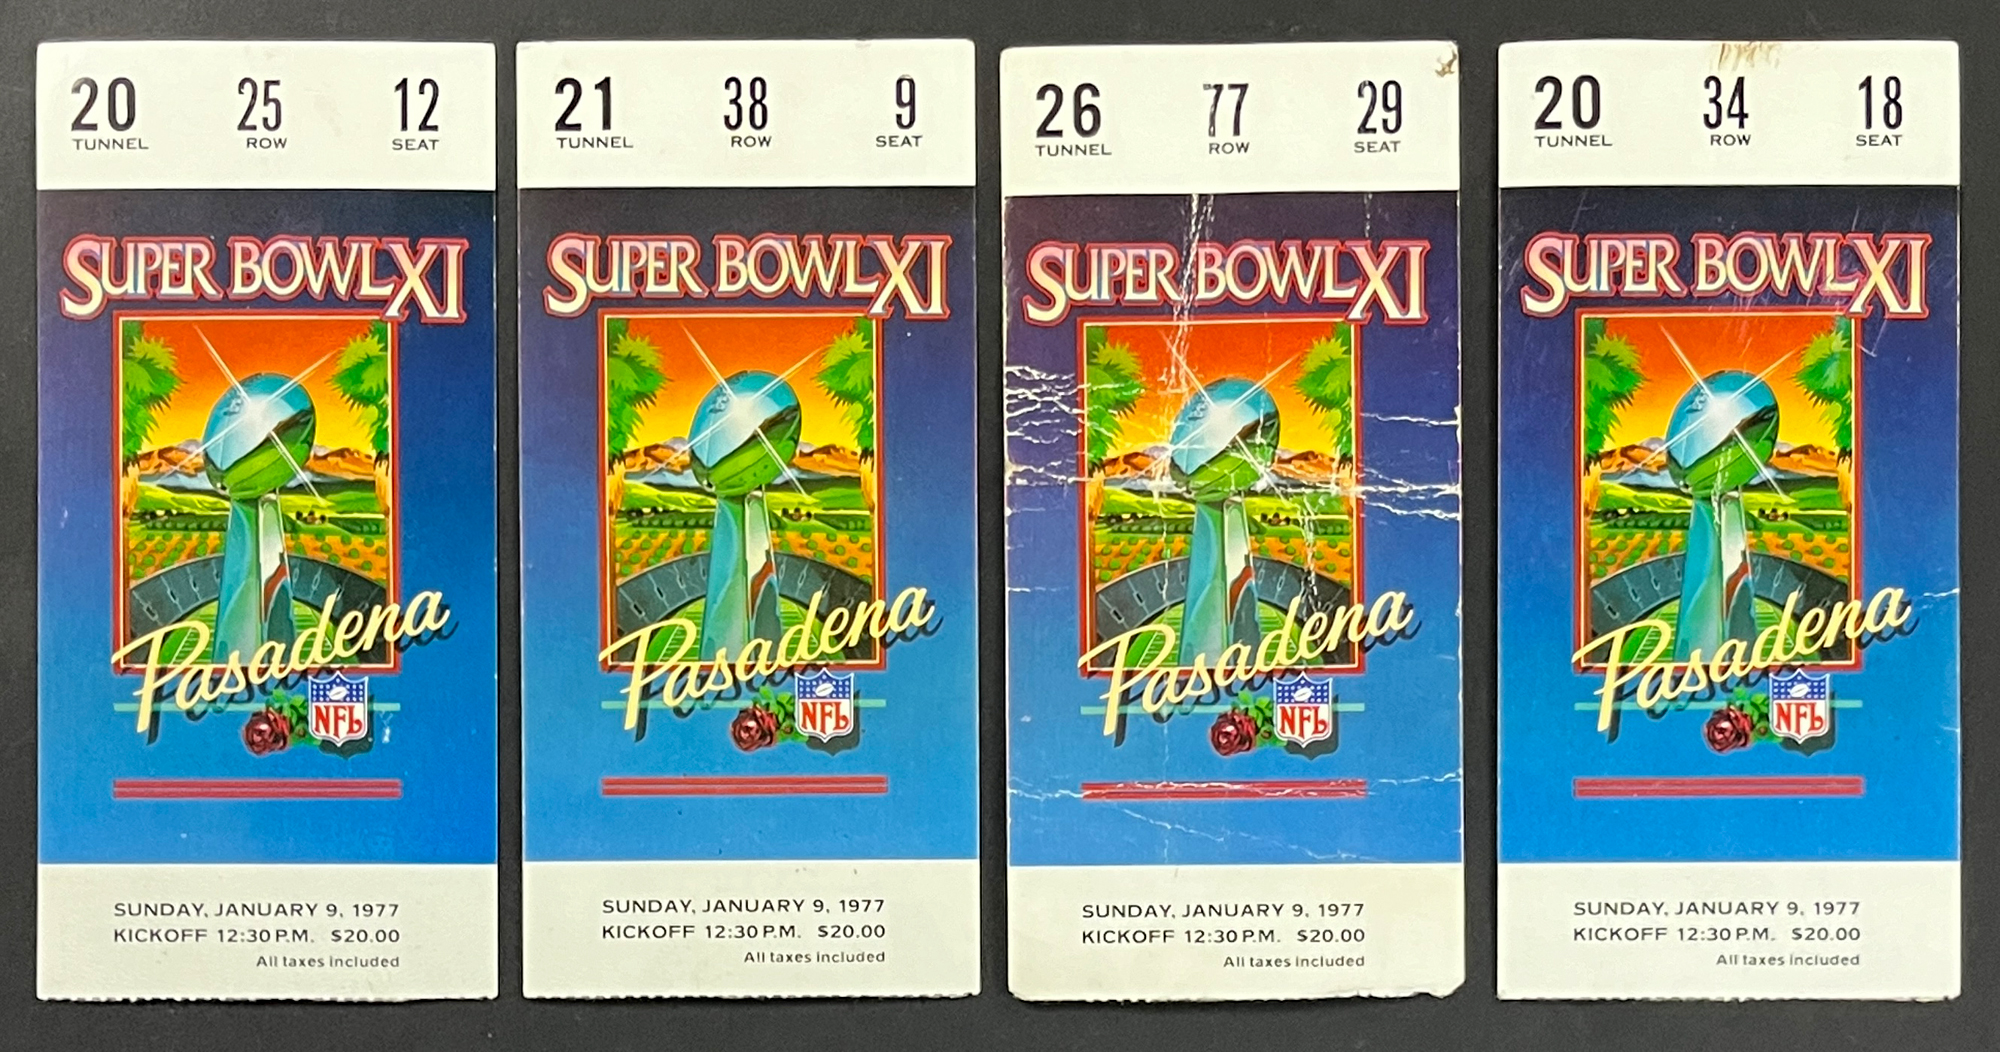 20 25 12
TUNNEL ROW SEAT
SUPER BOWL XI
Pasadena
NFL
SUNDAY, JANUARY 9, 1977
KICKOFF 12:30 P.M. $20.00
All taxes included
21 38 9
TUNNEL ROW SEAT
SUPER BOWL XI
Pasadena
NFL
SUNDAY, JANUARY 9, 1977
KICKOFF 12:30 P.M. $20.00
All taxes included
26 77 29
TUNNEL ROW SEAT
SUPER BOWL XI
Pasadena
NFL
SUNDAY, JANUARY 9, 1977
KICKOFF 12:30 P.M. $20.00
All taxes included
20 34 18
TUNNEL ROW SEAT
SUPER BOWL XI
Pasadena
NFL
SUNDAY, JANUARY 9, 1977
KICKOFF 12:30 P.M. $20.00
All taxes included